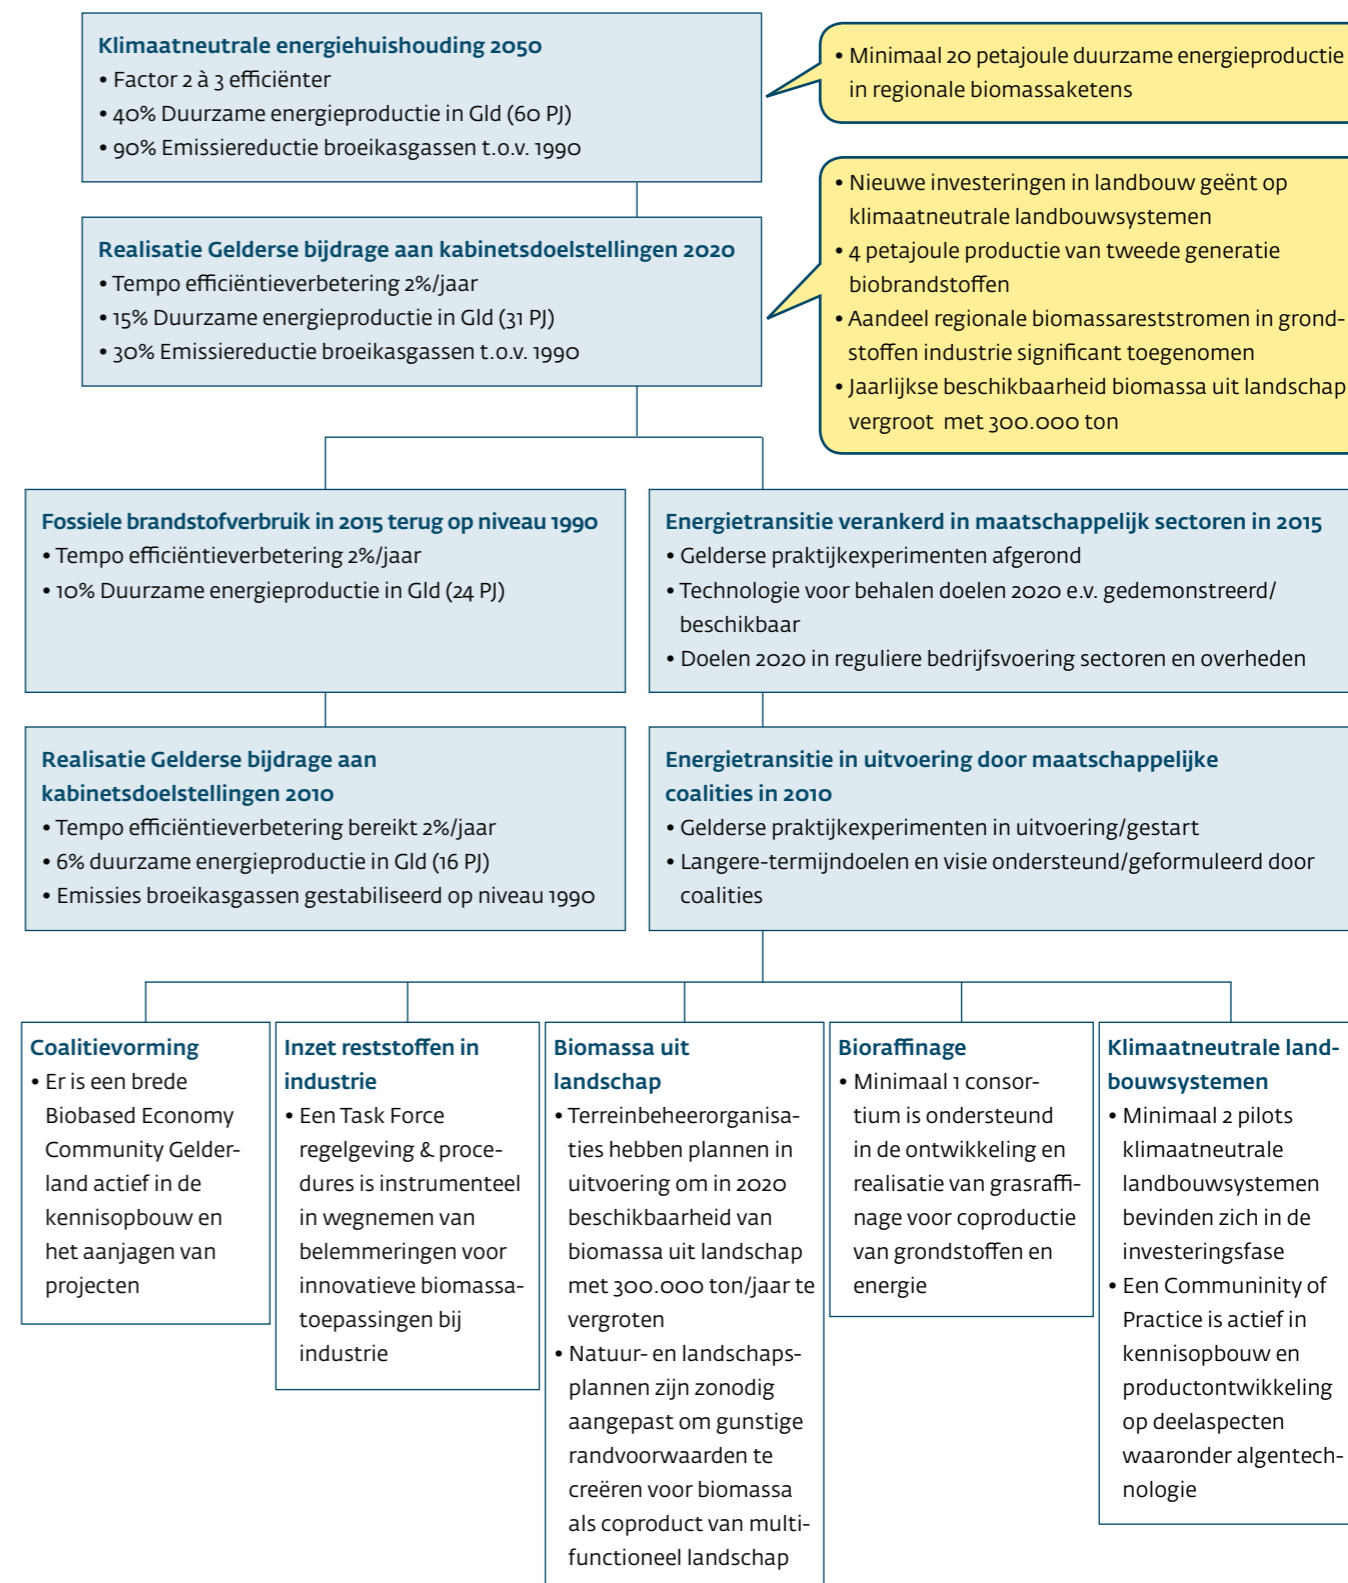 Klimaatneutrale energiehuishouding 2050
• Factor 2 à 3 efficiënter
• 40% Duurzame energieproductie in Gld (60 PJ)
• 90% Emissiereductie broeikasgassen t.o.v. 1990
• Minimaal 20 petajoule duurzame energieproductie
in regionale biomassaketens
Realisatie Gelderse bijdrage aan kabinetsdoelstellingen 2020
• Tempo efficiëntieverbetering 2%/jaar
• 15% Duurzame energieproductie in Gld (31 PJ)
• 30% Emissiereductie broeikasgassen t.o.v. 1990
• Nieuwe investeringen in landbouw geënt op
klimaatneutrale landbouwsystemen
• 4 petajoule productie van tweede generatie
biobrandstoffen
• Aandeel regionale biomassareststromen in grond-
stoffen industrie significant toegenomen
• Jaarlijkse beschikbaarheid biomassa uit landschap
vergroot met 300.000 ton
Fossiele brandstofverbruik in 2015 terug op niveau 1990
• Tempo efficiëntieverbetering 2%/jaar
• 10% Duurzame energieproductie in Gld (24 PJ)
Energietransitie verankerd in maatschappelijk sectoren in 2015
• Gelderse praktijkexperimenten afgerond
• Technologie voor behalen doelen 2020 e.v. gedemonstreerd/
beschikbaar
• Doelen 2020 in reguliere bedrijfsvoering sectoren en overheden
Realisatie Gelderse bijdrage aan
kabinetsdoelstellingen 2010
• Tempo efficiëntieverbetering bereikt 2%/jaar
• 6% duurzame energieproductie in Gld (16 PJ)
• Emissies broeikasgassen gestabiliseerd op niveau 1990
Energietransitie in uitvoering door maatschappelijke
coalities in 2010
• Gelderse praktijkexperimenten in uitvoering/gestart
• Langere-termijndoelen en visie ondersteund/geformuleerd door
coalities
Coalitievorming
• Er is een brede
Biobased Economy
Community Gelder-
land actief in de
kennisopbouw en
het aanjagen van
projecten
Inzet reststoffen in
industrie
• Een Task Force
regelgeving & proce-
dures is instrumenteel
in wegnemen van
belemmeringen voor
innovatieve biomassa-
toepassingen bij
industrie
Biomassa uit
landschap
• Terreinbeheerorganisa-
ties hebben plannen in
uitvoering om in 2020
beschikbaarheid van
biomassa uit landschap
met 300.000 ton/jaar te
vergroten
• Natuur- en landschaps-
plannen zijn zonodig
aangepast om gunstige
randvoorwaarden te
creëren voor biomassa
als coproduct van multi-
functioneel landschap
Bioraffinage
• Minimaal 1 consor-
tium is ondersteund
in de ontwikkeling en
realisatie van grasraffi-
nage voor coproductie
van grondstoffen en
energie
Klimaatneutrale land-
bouwsystemen
• Minimaal 2 pilots
klimaatneutrale
landbouwsystemen
bevinden zich in de
investeringsfase
• Een Communinity of
Practice is actief in
kennisopbouw en
productontwikkeling
op deelaspecten
waaronder algentech-
nologie